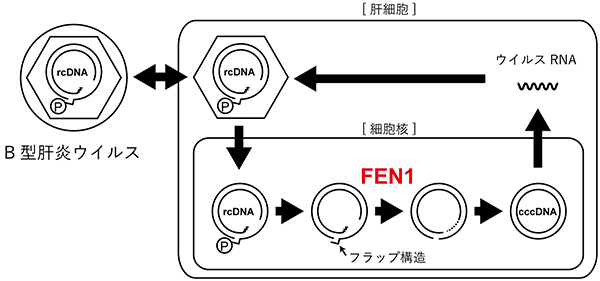 [ 肝細胞 ]
rcDNA
P
B 型肝炎ウイルス
rcDNA
P
ウイルス RNA
[ 細胞核 ]
FEN1
rcDNA
P
フラップ構造
cccDNA